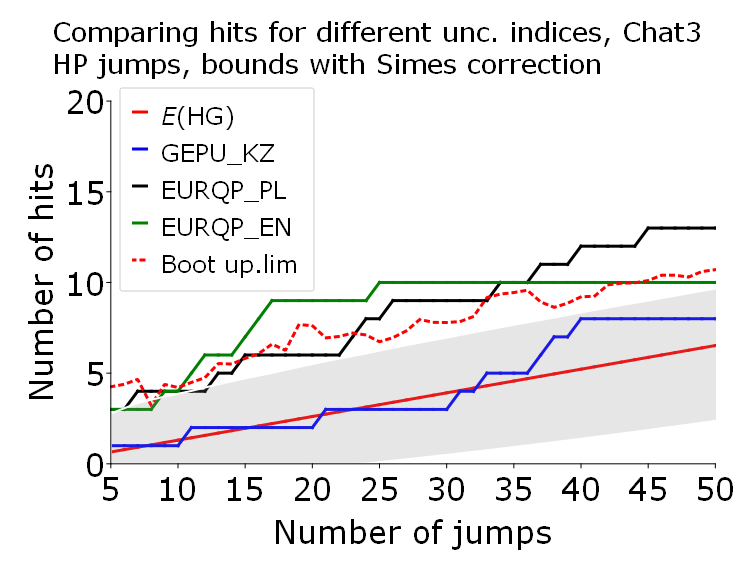 Comparing hits for different unc. indices, Chat3
HP jumps, bounds with Simes correction
E(HG)
GEPU_KZ
EURQP_PL
EURQP_EN
Boot up.lim
Number of hits
20
15
10
5
0
5 10 15 20 25 30 35 40 45 50
Number of jumps